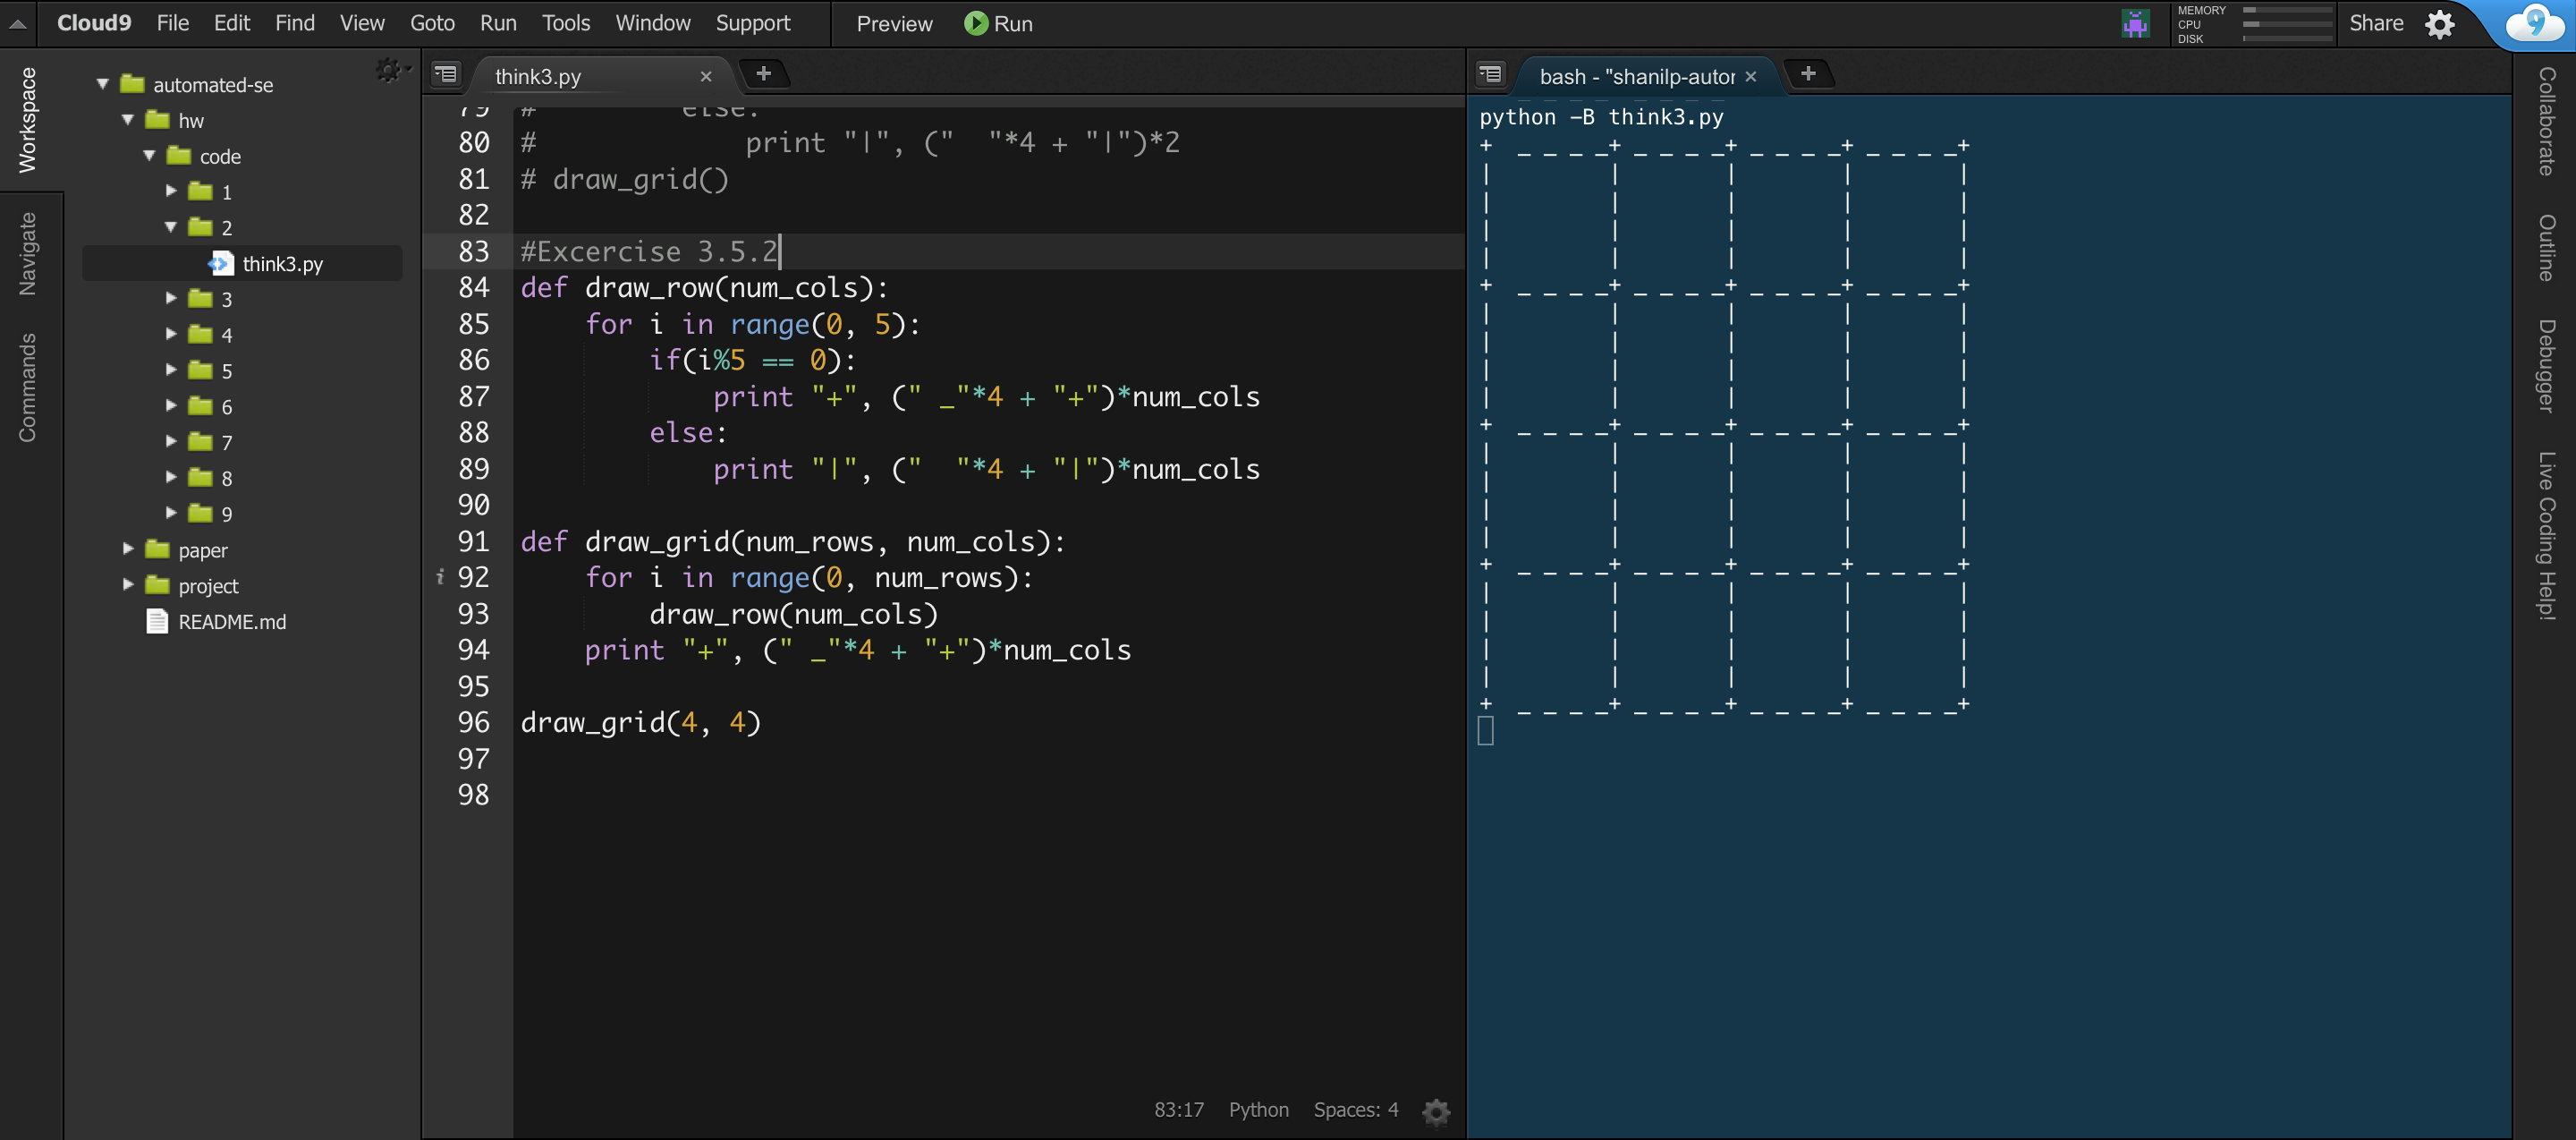 Cloud9 File Edit Find View Goto Run Tools Window Support Preview Run MEMORY CPU DISK Share
Workspace
Navigate
Commands
automated-se
hw
code
1
2
think3.py
3
4
5
6
7
8
9
paper
project
README.md
think3.py
79 #         else:
80 #             print "|", ("  "*4 + "|")*2
81 # draw_grid()
82
83 #Excercise 3.5.2
84 def draw_row(num_cols):
85     for i in range(0, 5):
86         if(i%5 == 0):
87             print "+", (" _"*4 + "+")*num_cols
88         else:
89             print "|", ("  "*4 + "|")*num_cols
90
91 def draw_grid(num_rows, num_cols):
92     for i in range(0, num_rows):
93         draw_row(num_cols)
94     print "+", (" _"*4 + "+")*num_cols
95
96 draw_grid(4, 4)
97
98
83:17 Python Spaces: 4
bash - "shanilp-autor
python -B think3.py
+  _ _ _ _+ _ _ _ _+ _ _ _ _+ _ _ _ _+
|         |        |        |        |
|         |        |        |        |
|         |        |        |        |
|         |        |        |        |
+  _ _ _ _+ _ _ _ _+ _ _ _ _+ _ _ _ _+
|         |        |        |        |
|         |        |        |        |
|         |        |        |        |
|         |        |        |        |
+  _ _ _ _+ _ _ _ _+ _ _ _ _+ _ _ _ _+
|         |        |        |        |
|         |        |        |        |
|         |        |        |        |
|         |        |        |        |
+  _ _ _ _+ _ _ _ _+ _ _ _ _+ _ _ _ _+
|         |        |        |        |
|         |        |        |        |
|         |        |        |        |
|         |        |        |        |
+  _ _ _ _+ _ _ _ _+ _ _ _ _+ _ _ _ _+
9
Collaborate
Outline
Debugger
Live Coding Help!